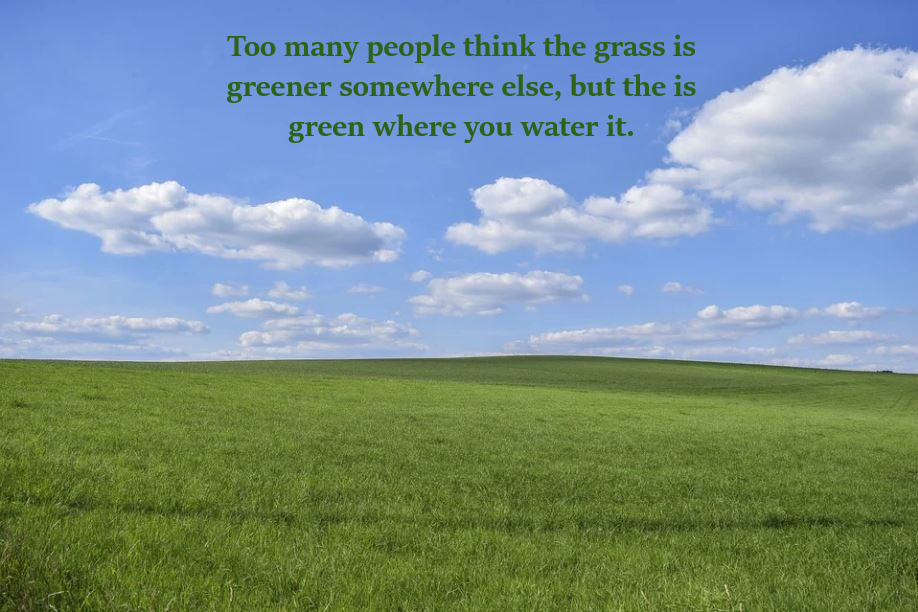 Too many people think the grass is
greener somewhere else, but the is
green where you water it.